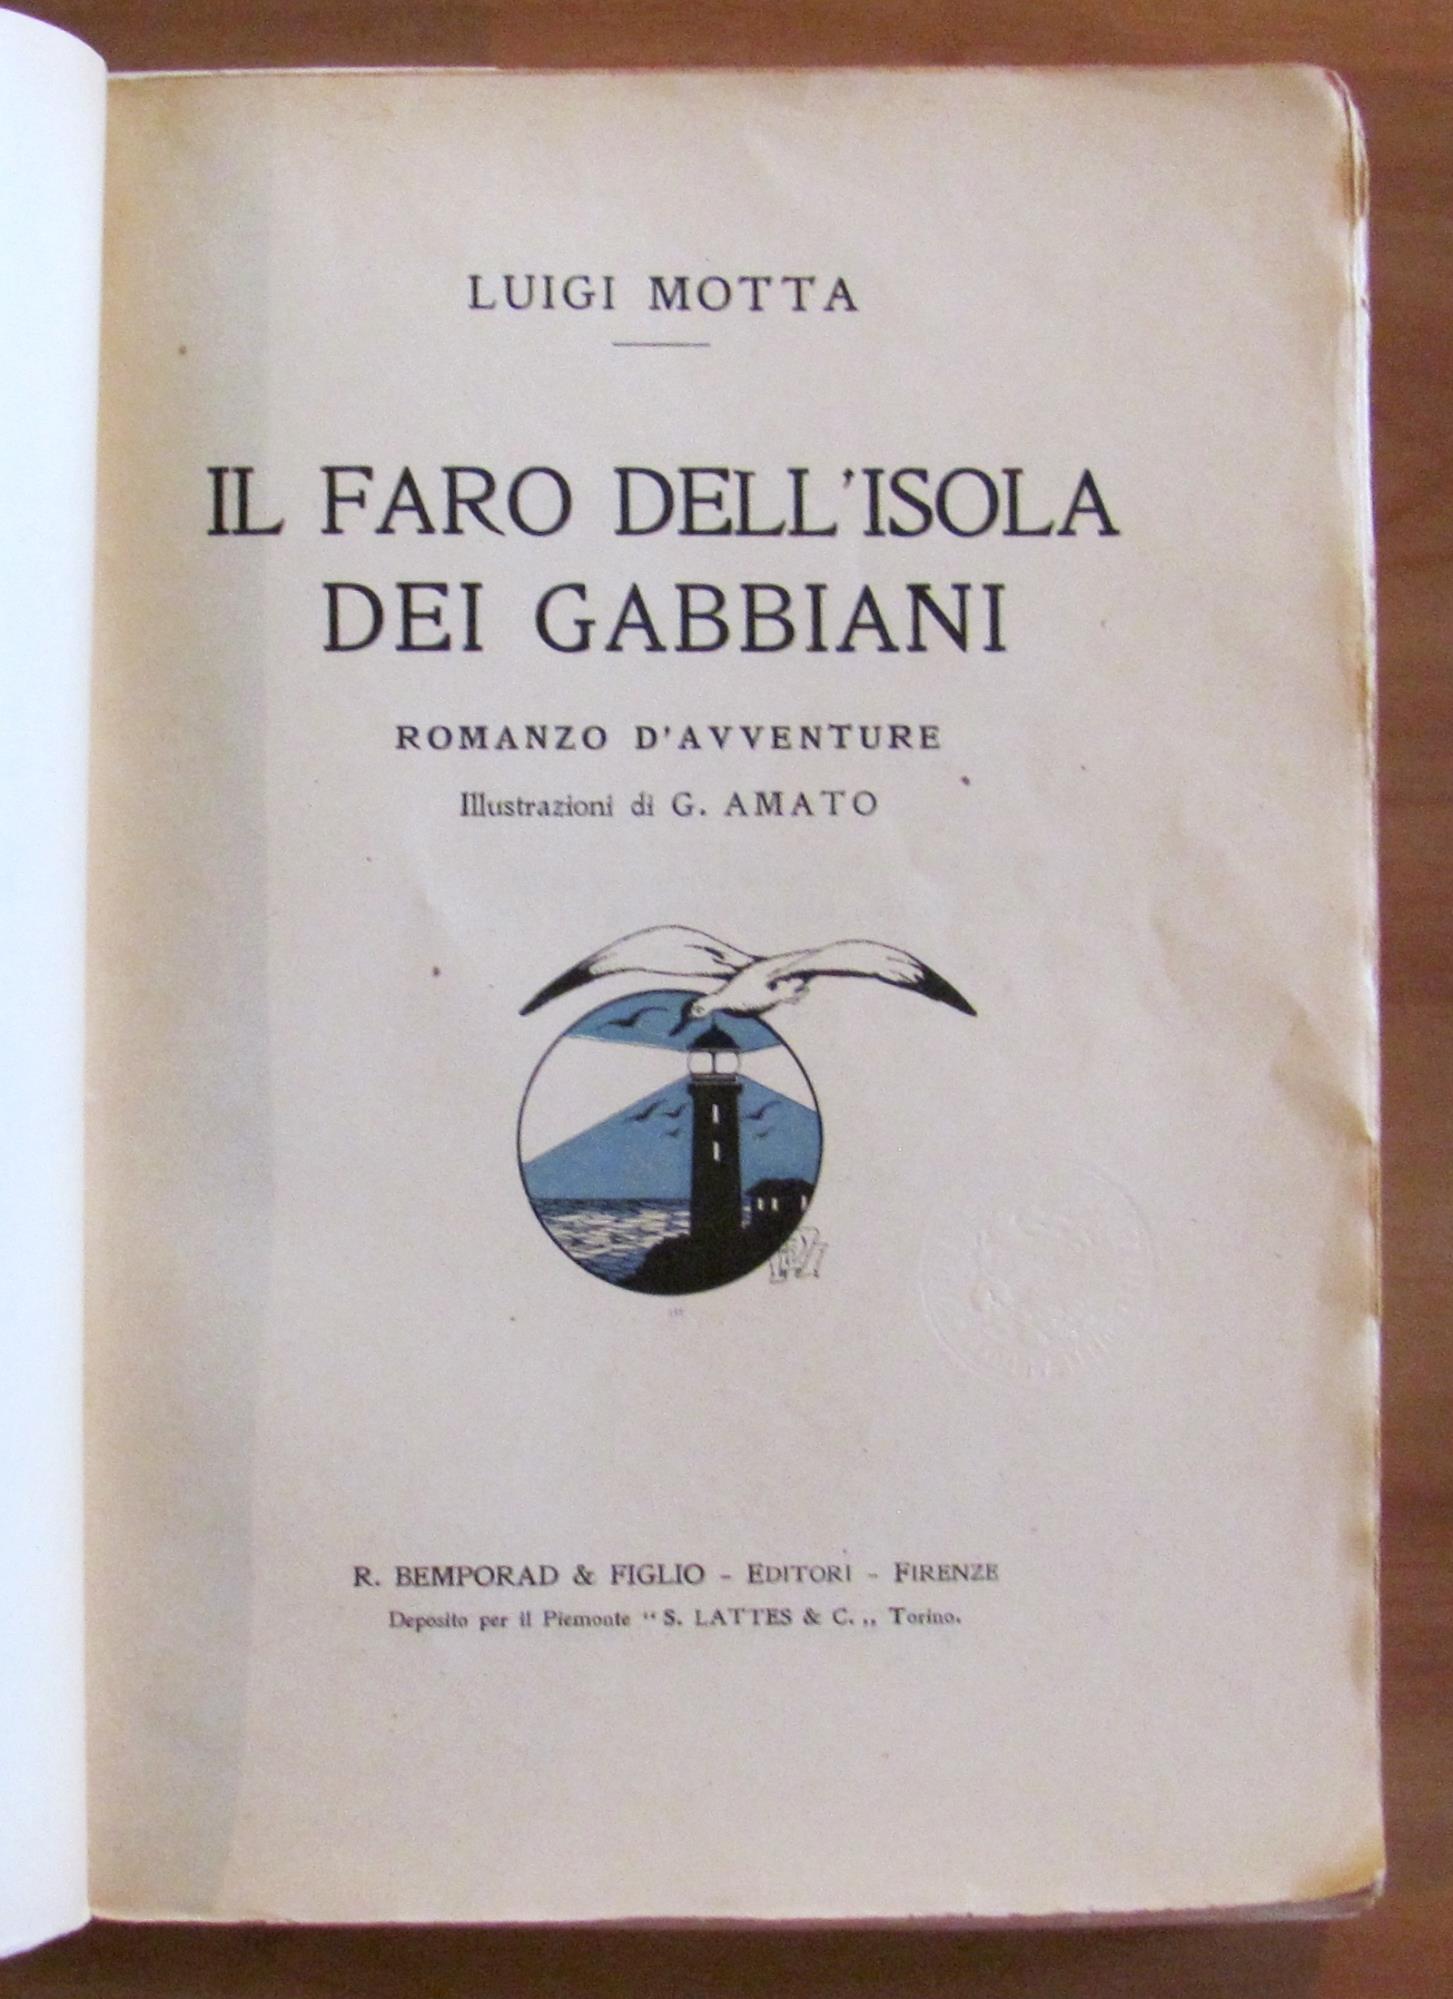 LUIGI MOTTA
IL FARO DELL'ISOLA
DEI GABBIANI
ROMANZO D'AVVENTURE
Illustrazioni di G. AMATO
R. BEMPORAD & FIGLIO - EDITORI - FIRENZE
Deposito per il Piemonte “ S. LATTES & C. „ Torino.